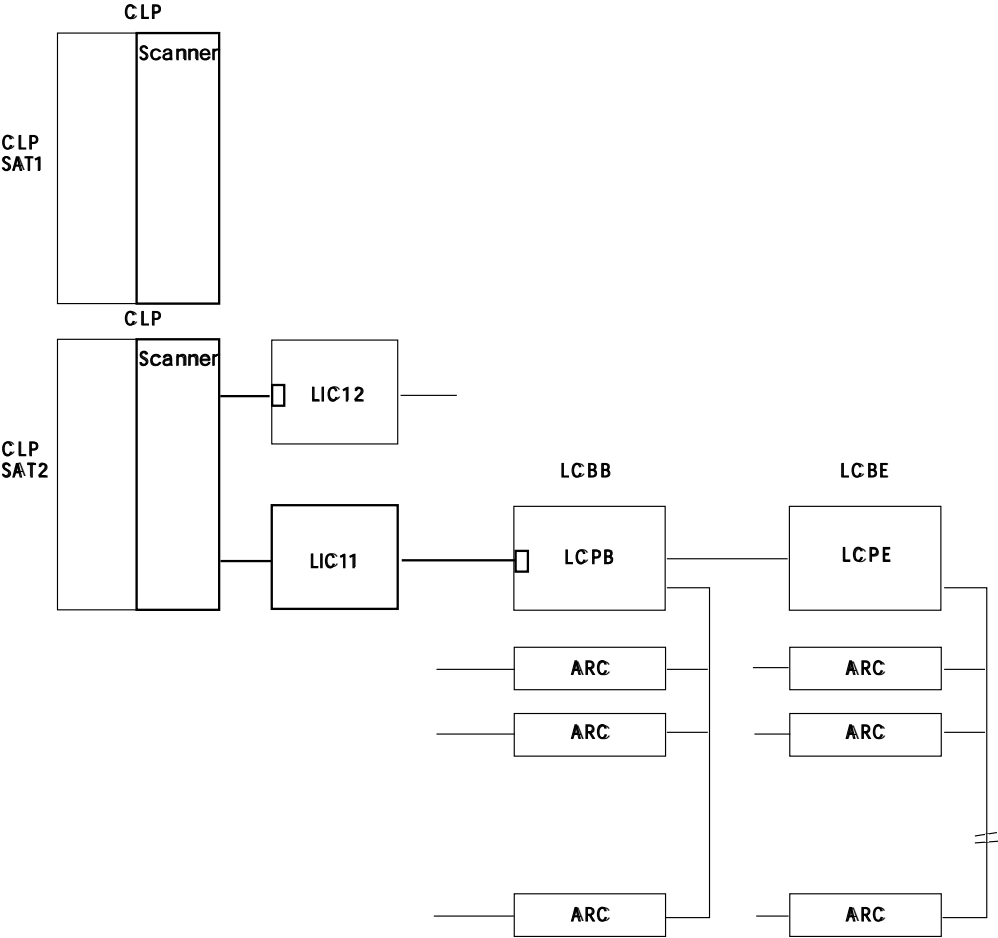 CLP
Scanner
CLP
SAT1
CLP
Scanner
LIC12
CLP
SAT2
LCBB
LCBE
LIC11
LCPB
LCPE
ARC
ARC
ARC
ARC
ARC
ARC